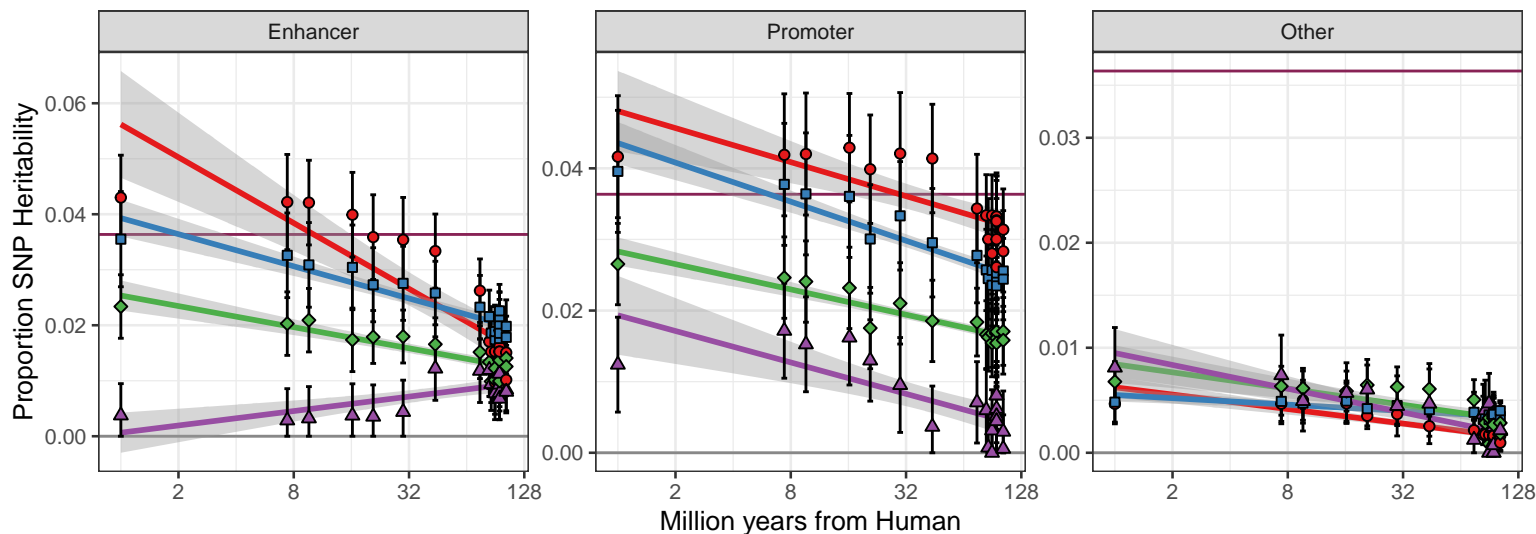 Enhancer
Promoter
Other
Proportion SNP Heritability
0.06
0.04
0.02
0.00
0.04
0.02
0.00
0.03
0.02
0.01
0.00
2 8 32 128
2 8 32 128
2 8 32 128
Million years from Human